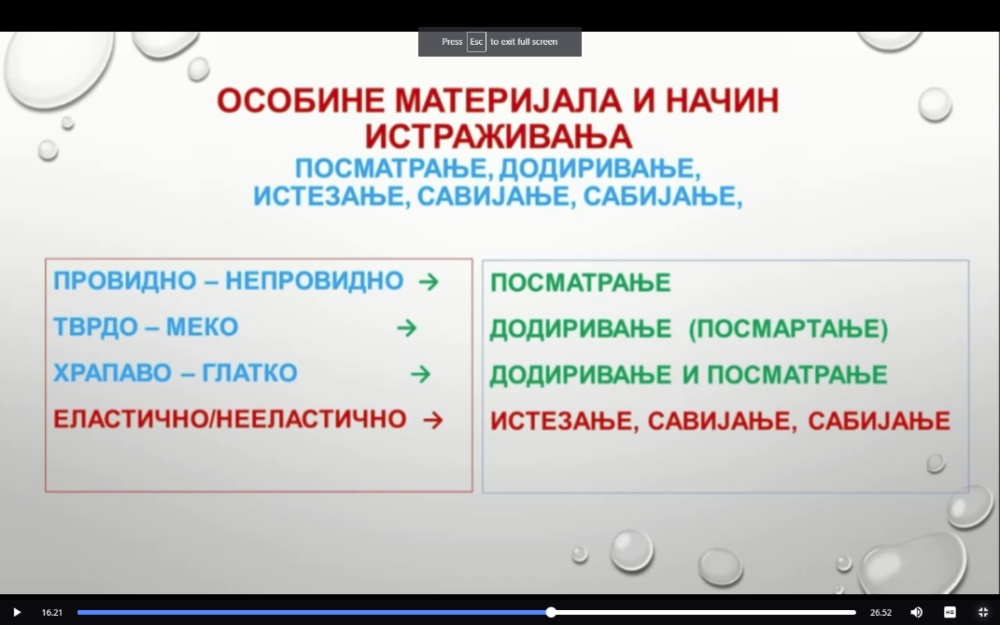 Press Esc to exit full screen
ОСОБИНЕ МАТЕРИЈАЛА И НАЧИН
ИСТРАЖИВАЊА
ПОСМАТРАЊЕ, ДОДИРИВАЊЕ,
ИСТЕЗАЊЕ, САВИЈАЊЕ, САБИЈАЊЕ,
ПРОВИДНО – НЕПРОВИДНО →
ТВРДО – МЕКО →
ХРАПАВО – ГЛАТКО →
ЕЛАСТИЧНО/НЕЕЛАСТИЧНО →
ПОСМАТРАЊЕ
ДОДИРИВАЊЕ (ПОСМАРТАЊЕ)
ДОДИРИВАЊЕ И ПОСМАТРАЊЕ
ИСТЕЗАЊЕ, САВИЈАЊЕ, САБИЈАЊЕ
16.21 26.52 HD